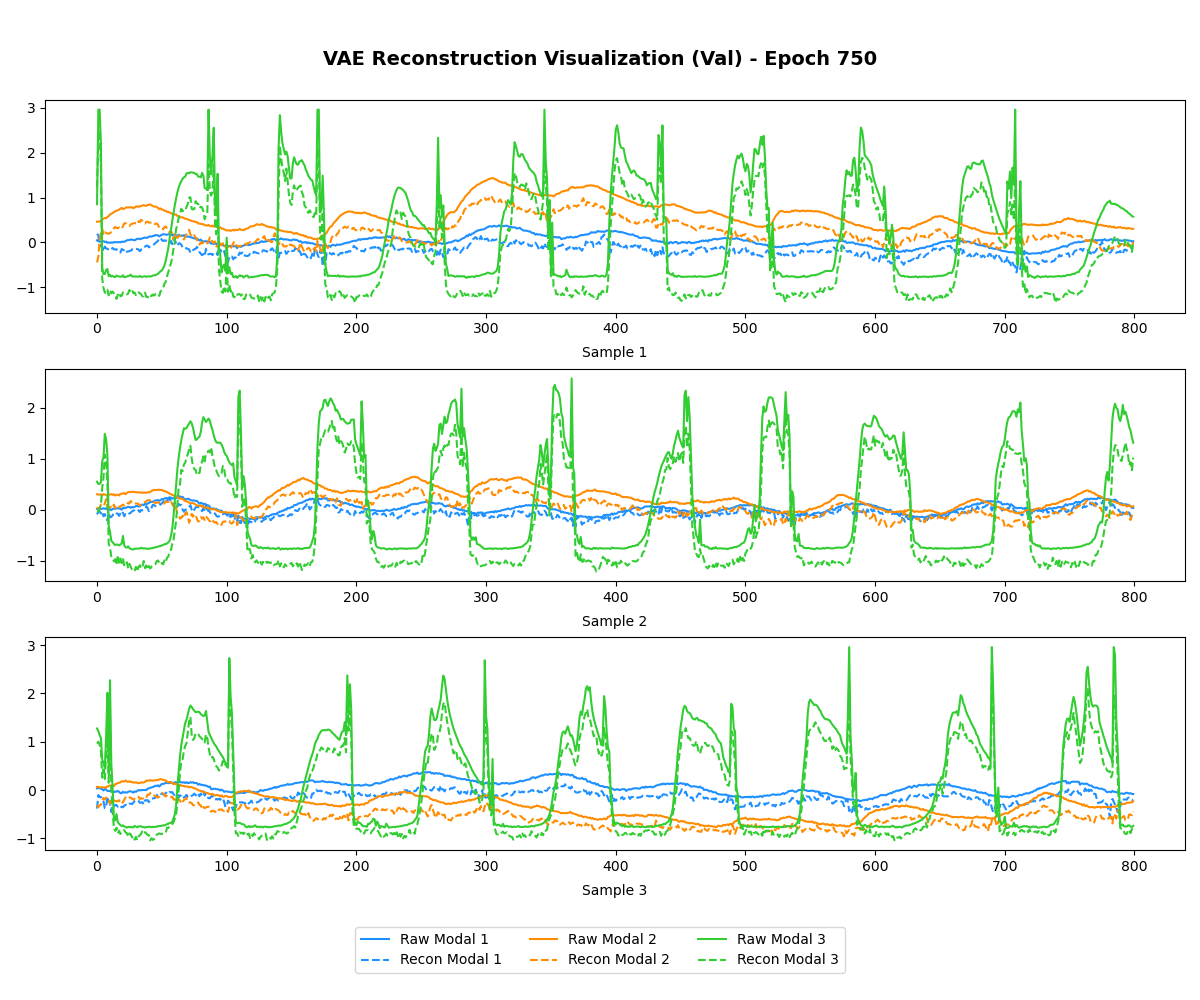 VAE Reconstruction Visualization (Val) - Epoch 750
3
2
1
0
−1
0 100 200 300 400 500 600 700 800
Sample 1
2
1
0
−1
0 100 200 300 400 500 600 700 800
Sample 2
3
2
1
0
−1
0 100 200 300 400 500 600 700 800
Sample 3
Raw Modal 1 Raw Modal 2 Raw Modal 3
Recon Modal 1 Recon Modal 2 Recon Modal 3